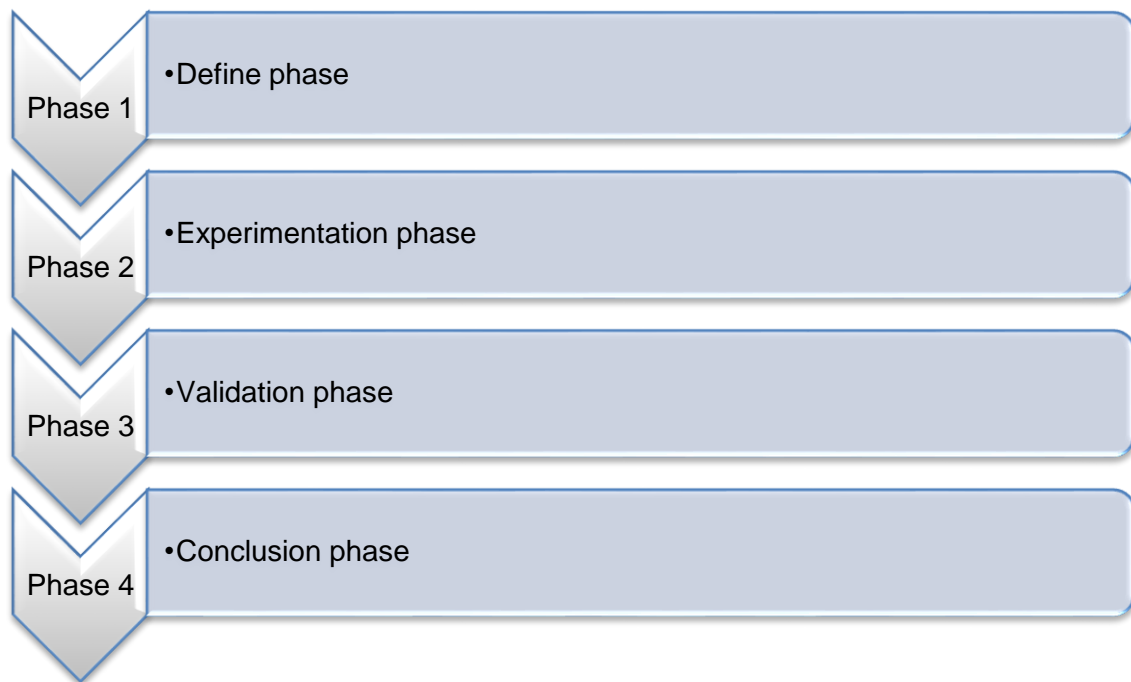 Phase 1
•Define phase
Phase 2
•Experimentation phase
Phase 3
•Validation phase
Phase 4
•Conclusion phase